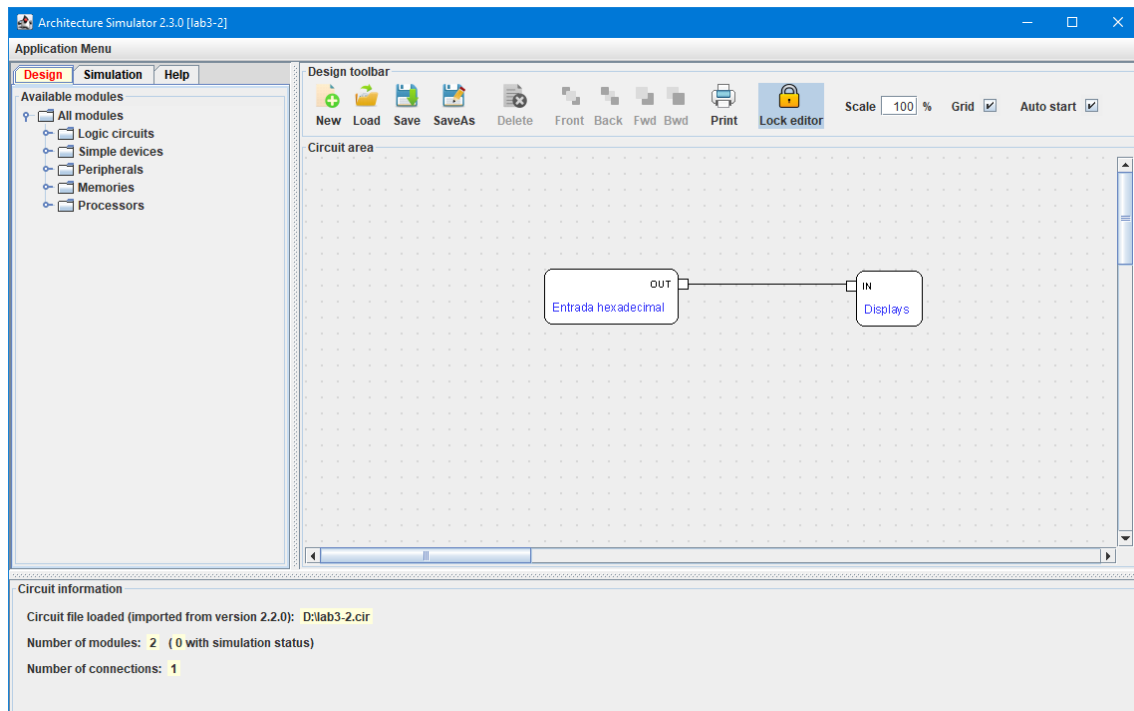 Architecture Simulator 2.3.0 [lab3-2]
Application Menu
Design Simulation Help
Available modules
All modules
Logic circuits
Simple devices
Peripherals
Memories
Processors
Design toolbar
New Load Save SaveAs Delete Front Back Fwd Bwd Print Lock editor Scale 100 % Grid Auto start
Circuit area
OUT
Entrada hexadecimal
IN
Displays
Circuit information
Circuit file loaded (imported from version 2.2.0): D:\lab3-2.cir
Number of modules: 2 ( 0 with simulation status)
Number of connections: 1